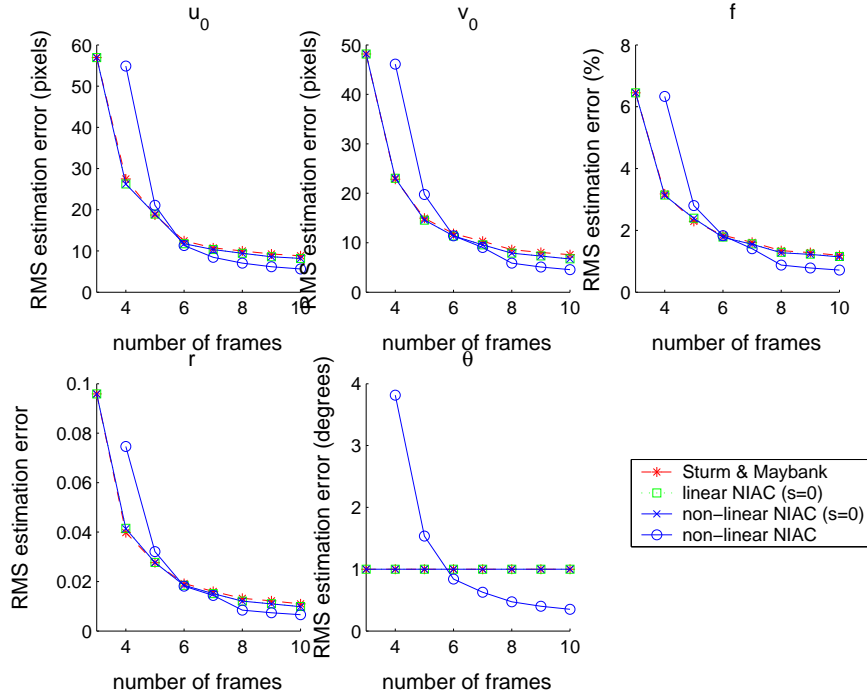 u₀
RMS estimation error (pixels)
60
50
40
30
20
10
0
4
6
8
10
number of frames
v₀
RMS estimation error (pixels)
50
40
30
20
10
0
4
6
8
10
number of frames
f
RMS estimation error (%)
8
6
4
2
0
4
6
8
10
number of frames
r
RMS estimation error
0.1
0.08
0.06
0.04
0.02
0
4
6
8
10
number of frames
θ
RMS estimation error (degrees)
4
3
2
1
0
4
6
8
10
number of frames
Sturm & Maybank
linear NIAC (s=0)
non−linear NIAC (s=0)
non−linear NIAC